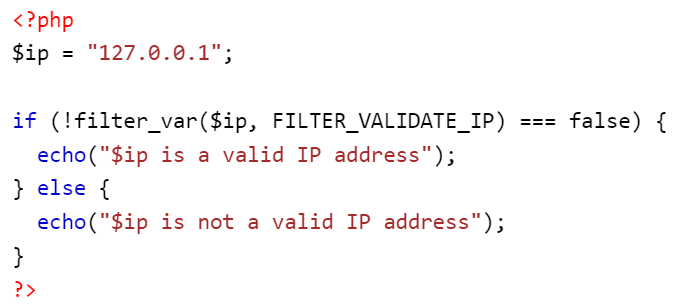 <?php
$ip = "127.0.0.1";

if (!filter_var($ip, FILTER_VALIDATE_IP) === false) {
  echo("$ip is a valid IP address");
} else {
  echo("$ip is not a valid IP address");
}
?>